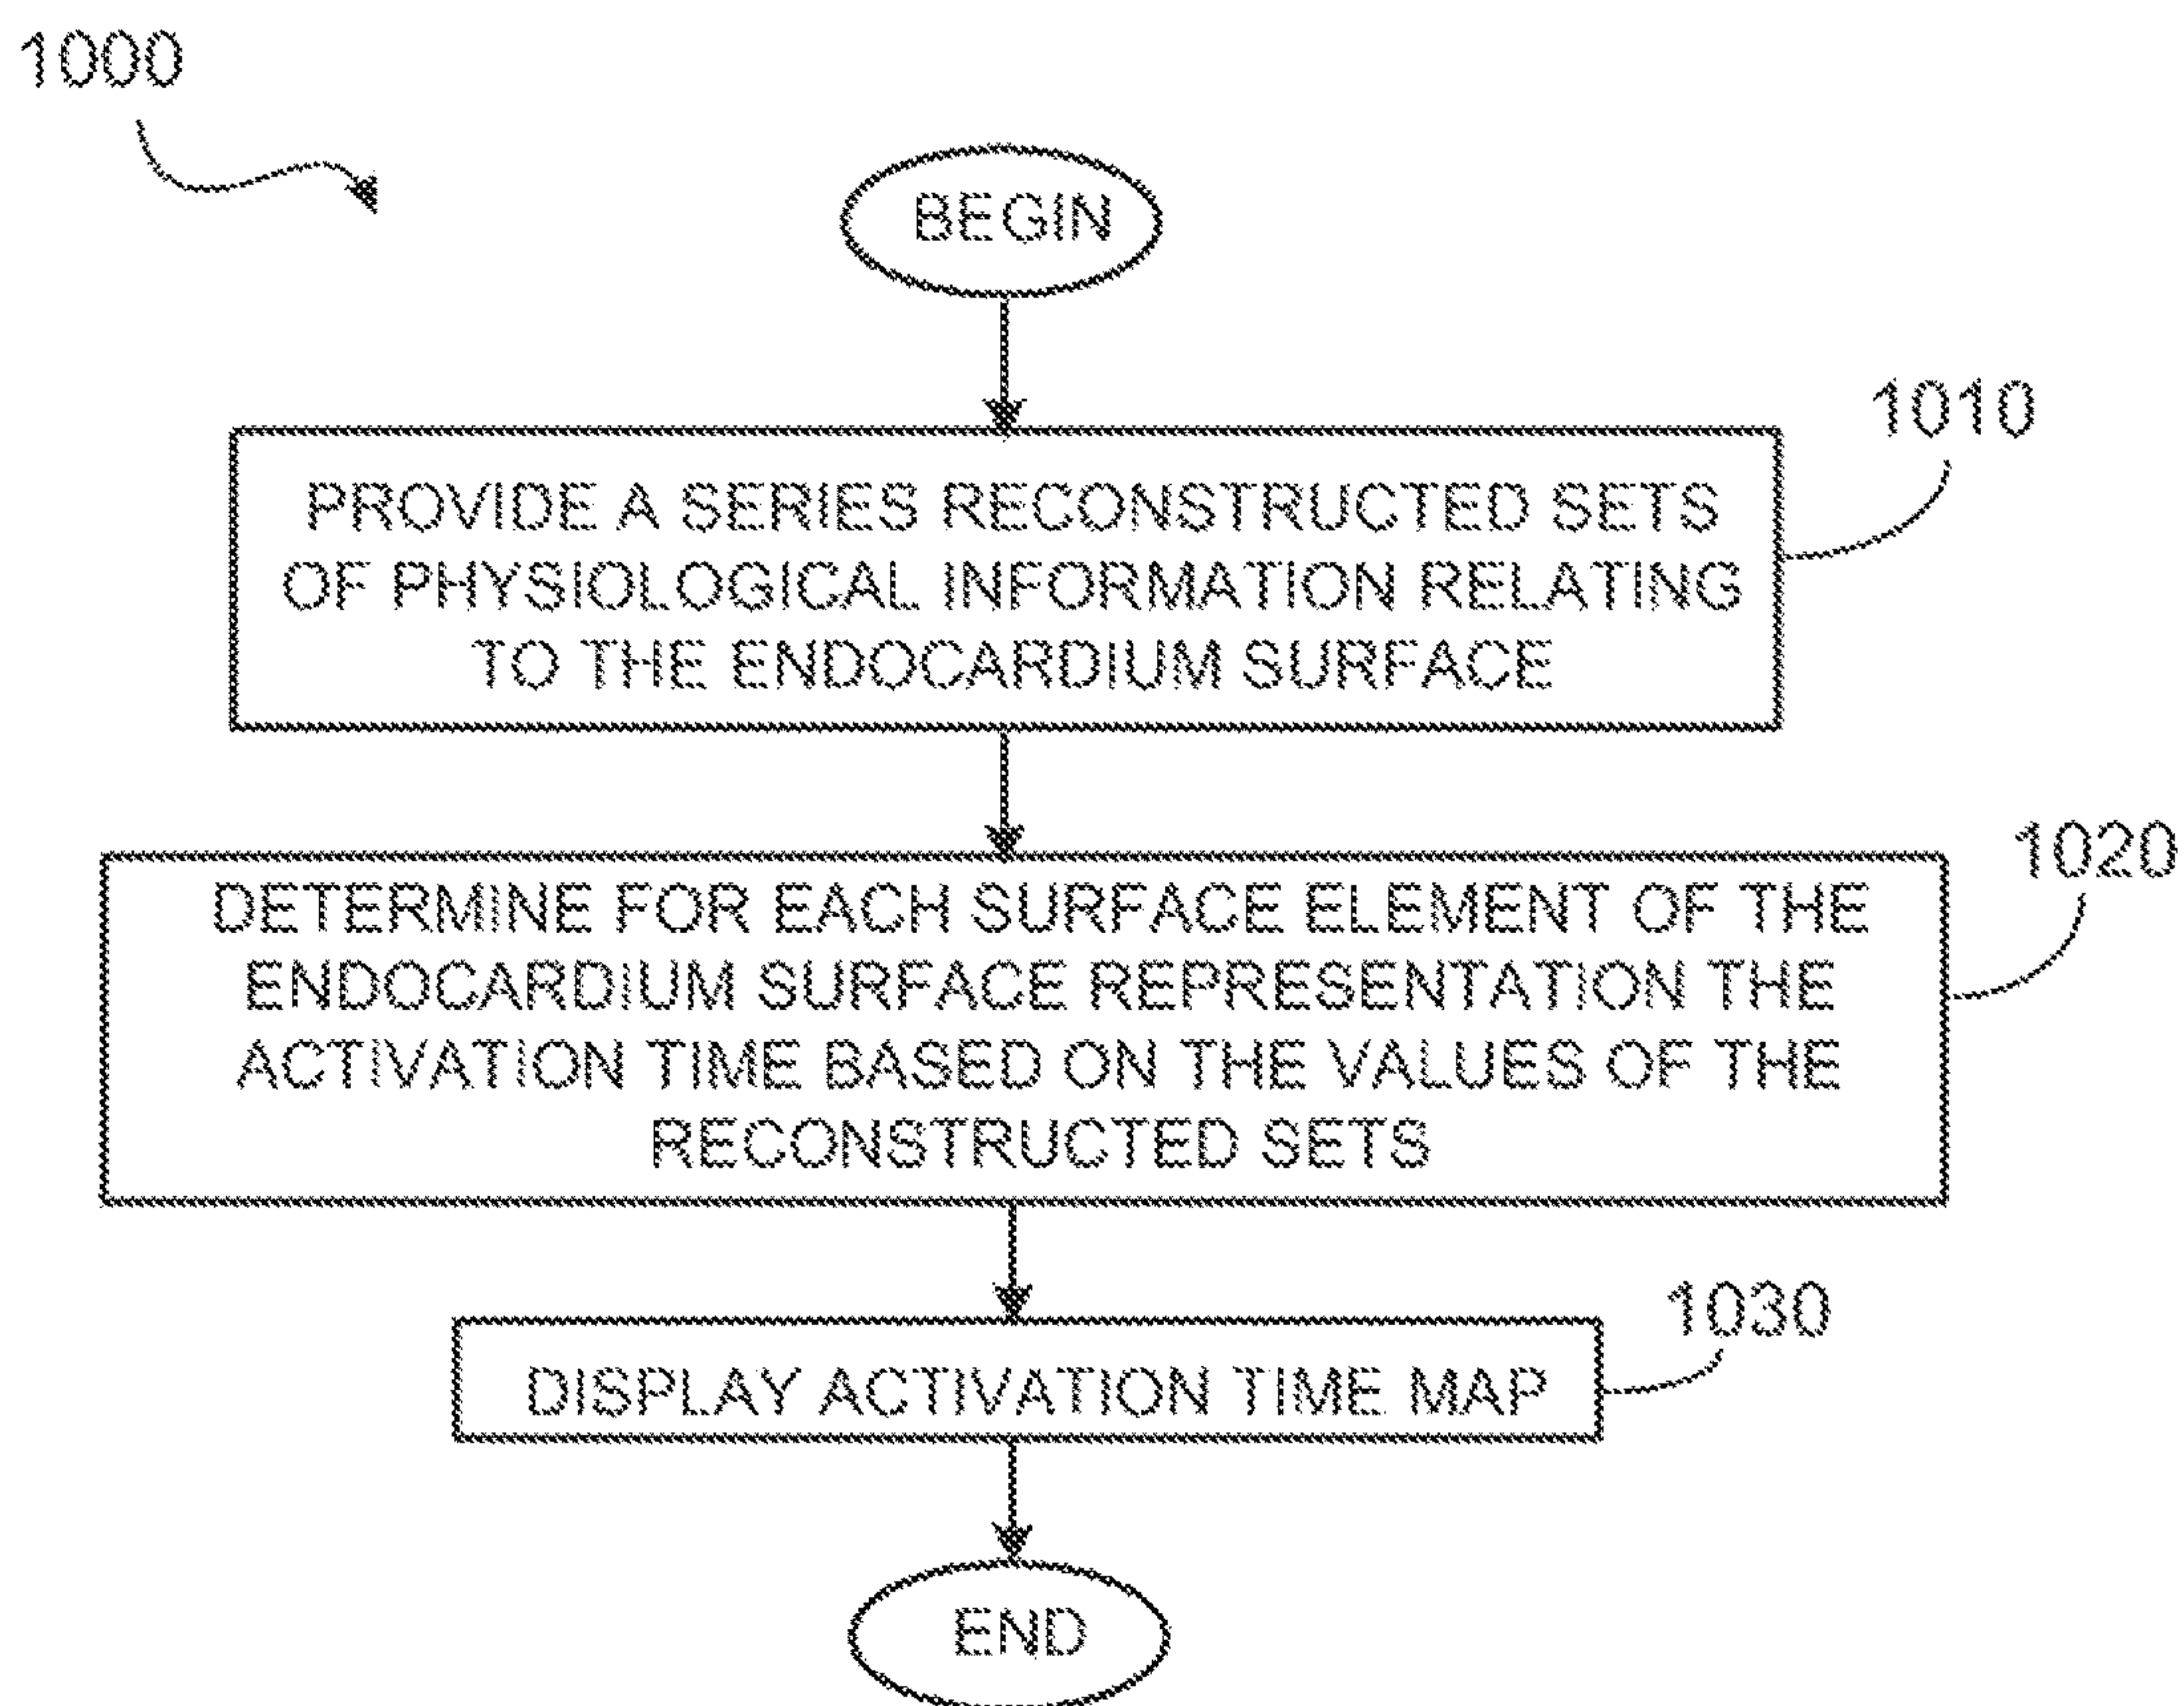 1000
BEGIN
1010
PROVIDE A SERIES RECONSTRUCTED SETS
OF PHYSIOLOGICAL INFORMATION RELATING
TO THE ENDOCARDIUM SURFACE
1020
DETERMINE FOR EACH SURFACE ELEMENT OF THE
ENDOCARDIUM SURFACE REPRESENTATION THE
ACTIVATION TIME BASED ON THE VALUES OF THE
RECONSTRUCTED SETS
1030
DISPLAY ACTIVATION TIME MAP
END